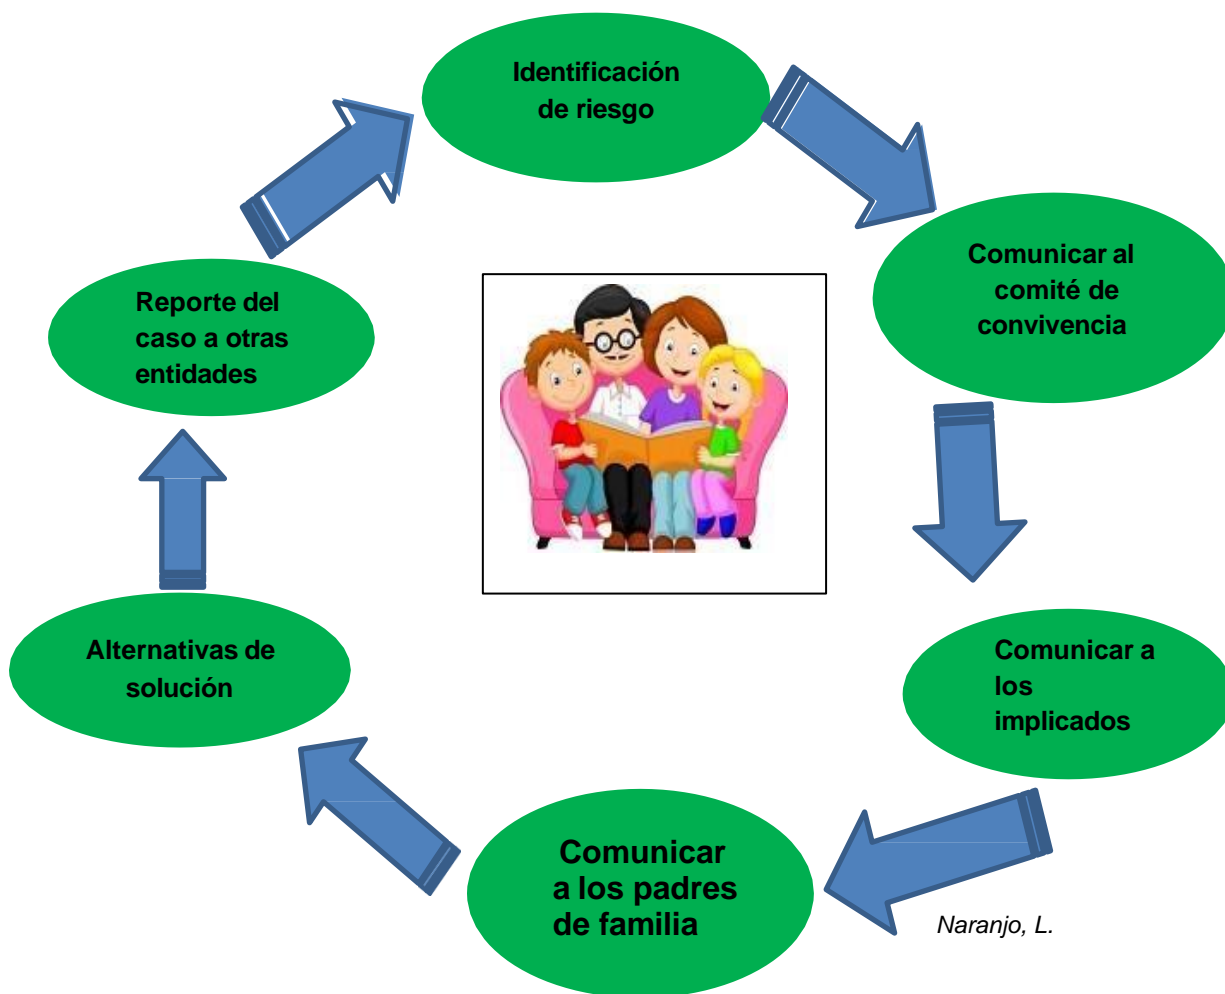 Identificación
de riesgo
Comunicar al
comité de
convivencia
Comunicar a
los
implicados
Comunicar
a los padres
de familia
Alternativas de
solución
Reporte del
caso a otras
entidades
Naranjo, L.